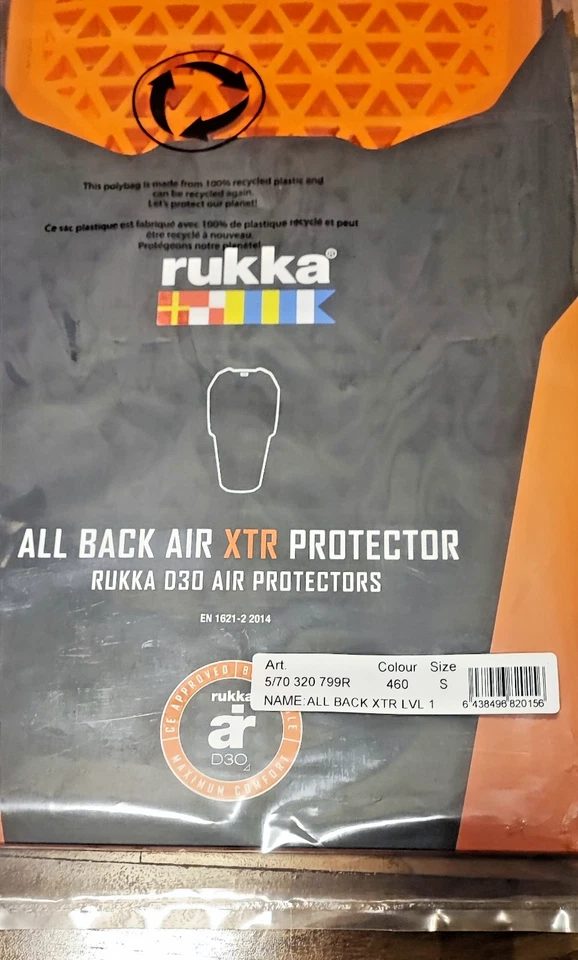 This polybag is made from 100% recycled plastic and
can be recycled again.
Let's protect our planet!
Ce sac plastique est fabriqué avec 100% de plastique recyclé et peut
être recyclé à nouveau.
Protégeons notre planète!
rukka®
ALL BACK AIR XTR PROTECTOR
RUKKA D3O AIR PROTECTORS
EN 1621-2 2014
Art. Colour Size
5/70 320 799R 460 S
NAME:ALL BACK XTR LVL 1
6 438496 820156
CE APPROVED
rukka
air
D3O
MAXIMUM COMFORT